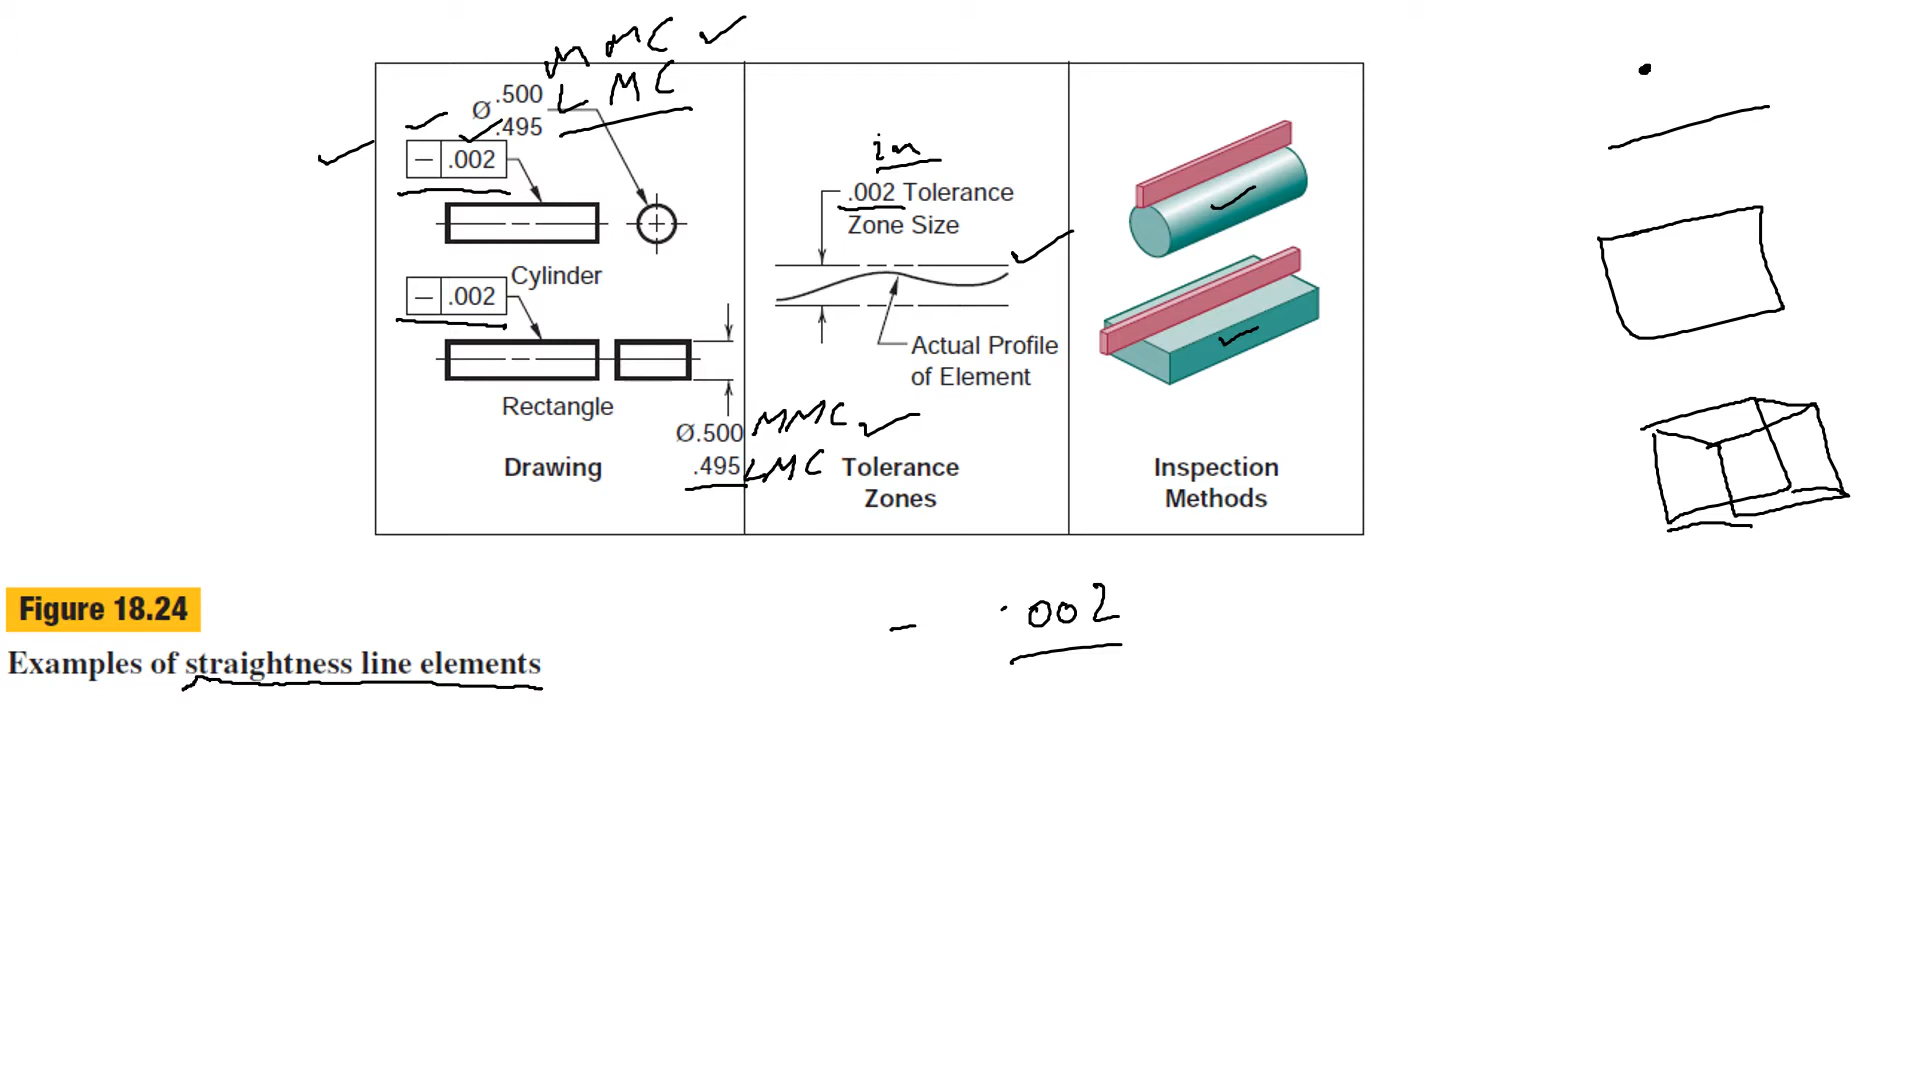 MMC
LMC
Ø .500
.495
— .002
Cylinder
— .002
Rectangle
Ø.500 MMC
.495 LMC
Drawing
in
.002 Tolerance
Zone Size
Actual Profile
of Element
Tolerance
Zones
Inspection
Methods
— .002
Figure 18.24
Examples of straightness line elements